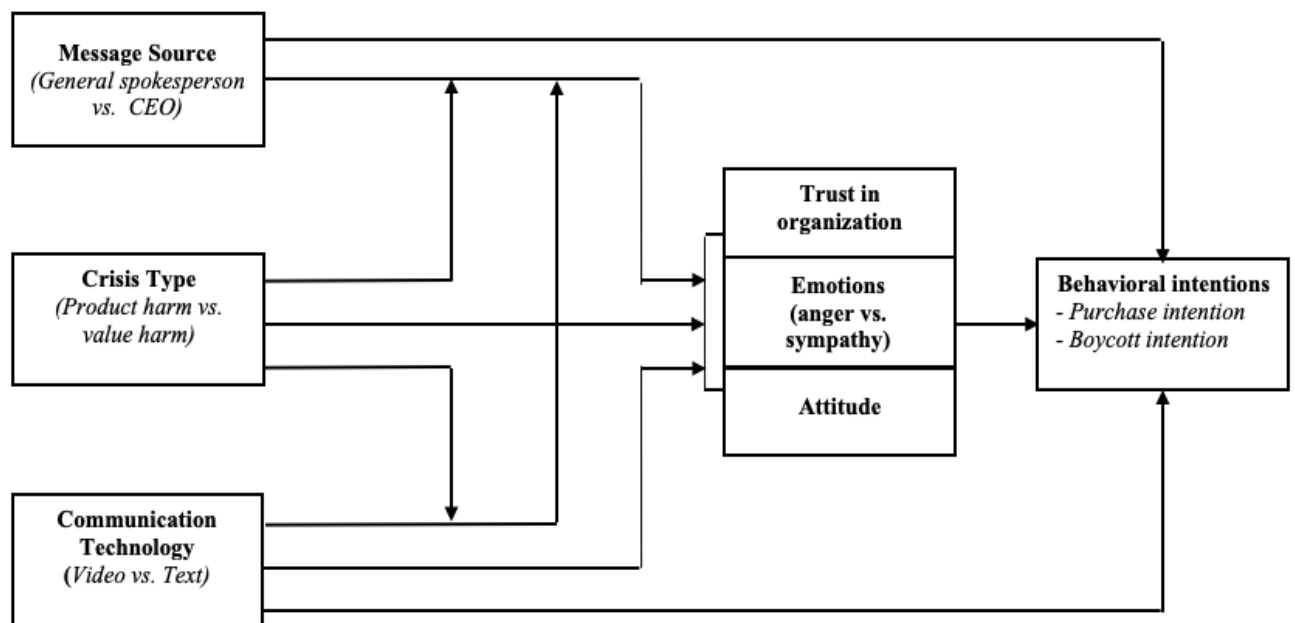 Message Source
(General spokesperson
vs. CEO)
Crisis Type
(Product harm vs.
value harm)
Communication
Technology
(Video vs. Text)
Trust in
organization
Emotions
(anger vs.
sympathy)
Attitude
Behavioral intentions
- Purchase intention
- Boycott intention